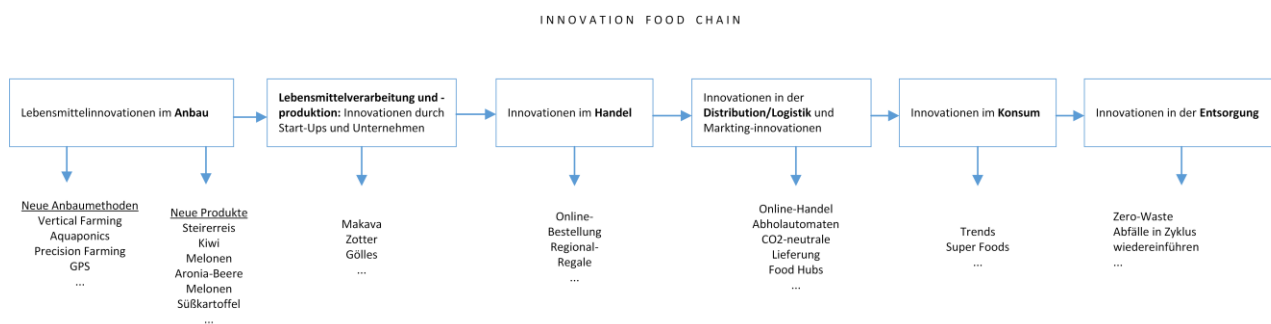 INNOVATION FOOD CHAIN
Lebensmittelinnovationen im Anbau
Lebensmittelverarbeitung und -
produktion: Innovationen durch
Start-Ups und Unternehmen
Innovationen im Handel
Innovationen in der
Distribution/Logistik und
Markting-innovationen
Innovationen im Konsum
Innovationen in der Entsorgung
Neue Anbaumethoden
Vertical Farming
Aquaponics
Precision Farming
GPS
...
Neue Produkte
Steirerreis
Kiwi
Melonen
Aronia-Beere
Melonen
Süßkartoffel
...
Makava
Zotter
Gölles
...
Online-
Bestellung
Regional-
Regale
...
Online-Handel
Abholautomaten
CO2-neutrale
Lieferung
Food Hubs
...
Trends
Super Foods
...
Zero-Waste
Abfälle in Zyklus
wiedereinführen
...